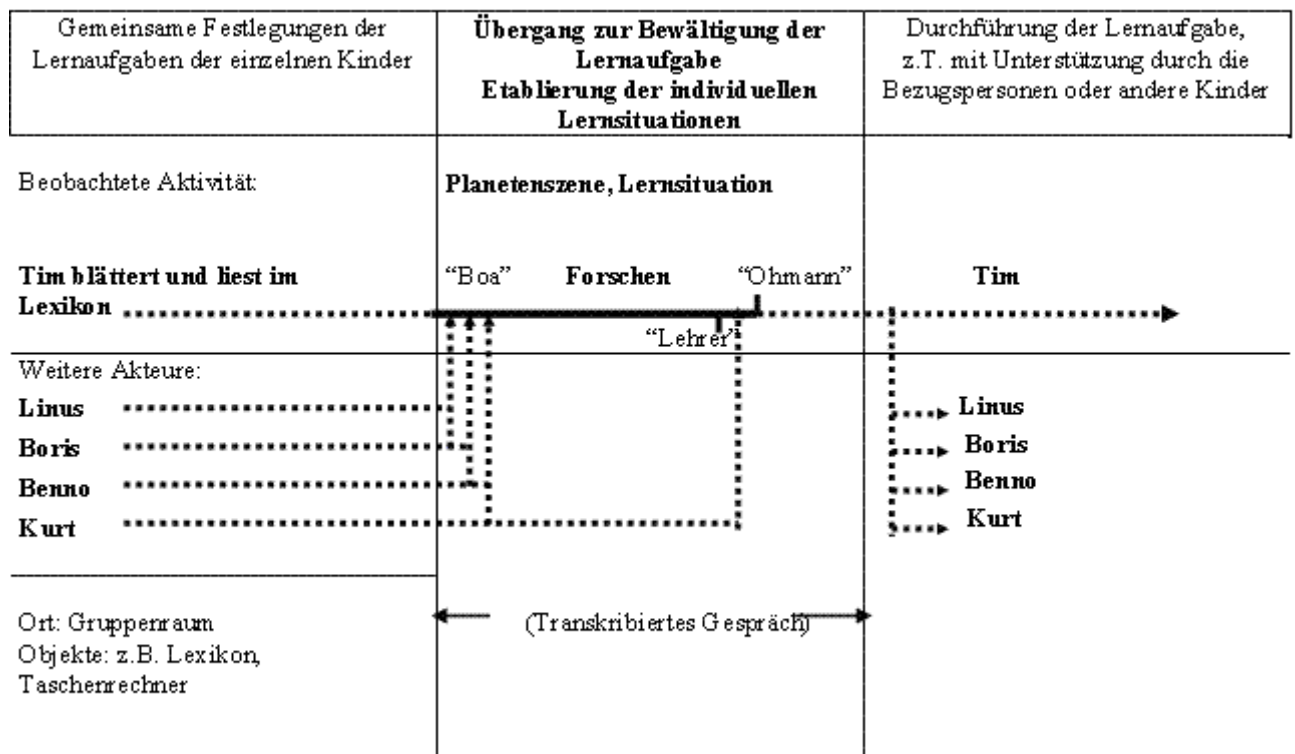 Gemeinsame Festlegungen der
Lernaufgaben der einzelnen Kinder
Übergang zur Bewältigung der
Lernaufgabe
Etablierung der individuellen
Lernsituationen
Durchführung der Lernaufgabe,
z.T. mit Unterstützung durch die
Bezugspersonen oder andere Kinder
Beobachtete Aktivität:
Planetenszene, Lernsituation
Tim blättert und liest im
Lexikon
“Boa” Forschen “Ohmann”
Tim
“Lehrer”
Weitere Akteure:
Linus
Boris
Benno
Kurt
Linus
Boris
Benno
Kurt
(Transkribiertes Gespräch)
Ort: Gruppenraum
Objekte: z.B. Lexikon,
Taschenrechner